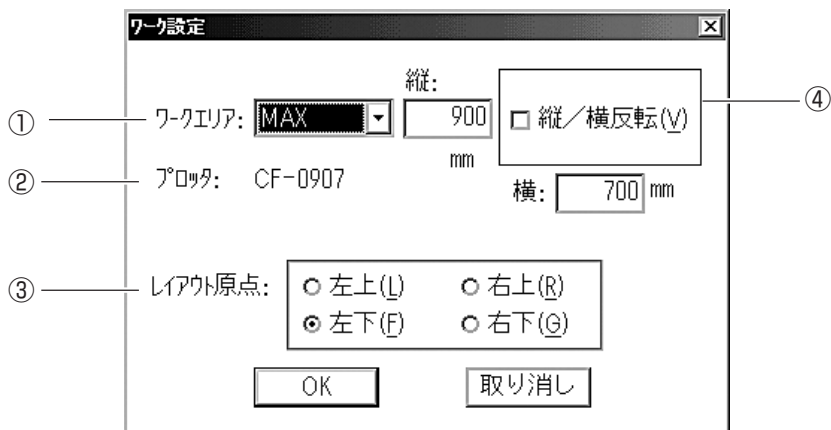 ワーク設定
縦:
① ワークエリア: MAX 900 縦／横反転(V) ④
mm
② プロッタ: CF-0907
横: 700 mm
③ レイアウト原点: 左上(L) 右上(R)
左下(F) 右下(G)
OK 取り消し